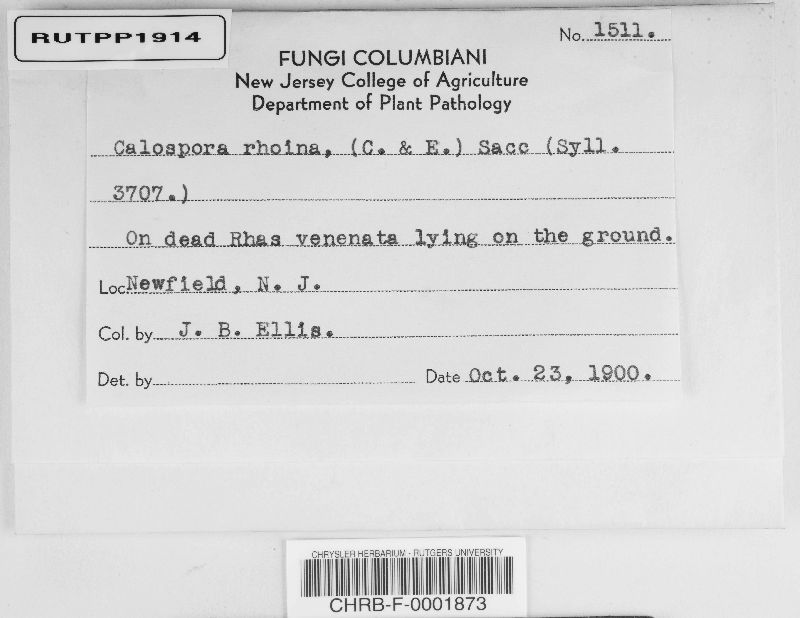 RUTPP1914
No. 1511.
FUNGI COLUMBIANI
New Jersey College of Agriculture
Department of Plant Pathology
Calospora rhoina, (C. & E.) Sacc (Syll.
3707.)
On dead Rhas venenata lying on the ground.
Loc Newfield, N. J.
Col. by J. B. Ellis.
Det. by
Date Oct. 23, 1900.
CHRYSLER HERBARIUM - RUTGERS UNIVERSITY
CHRB-F-0001873